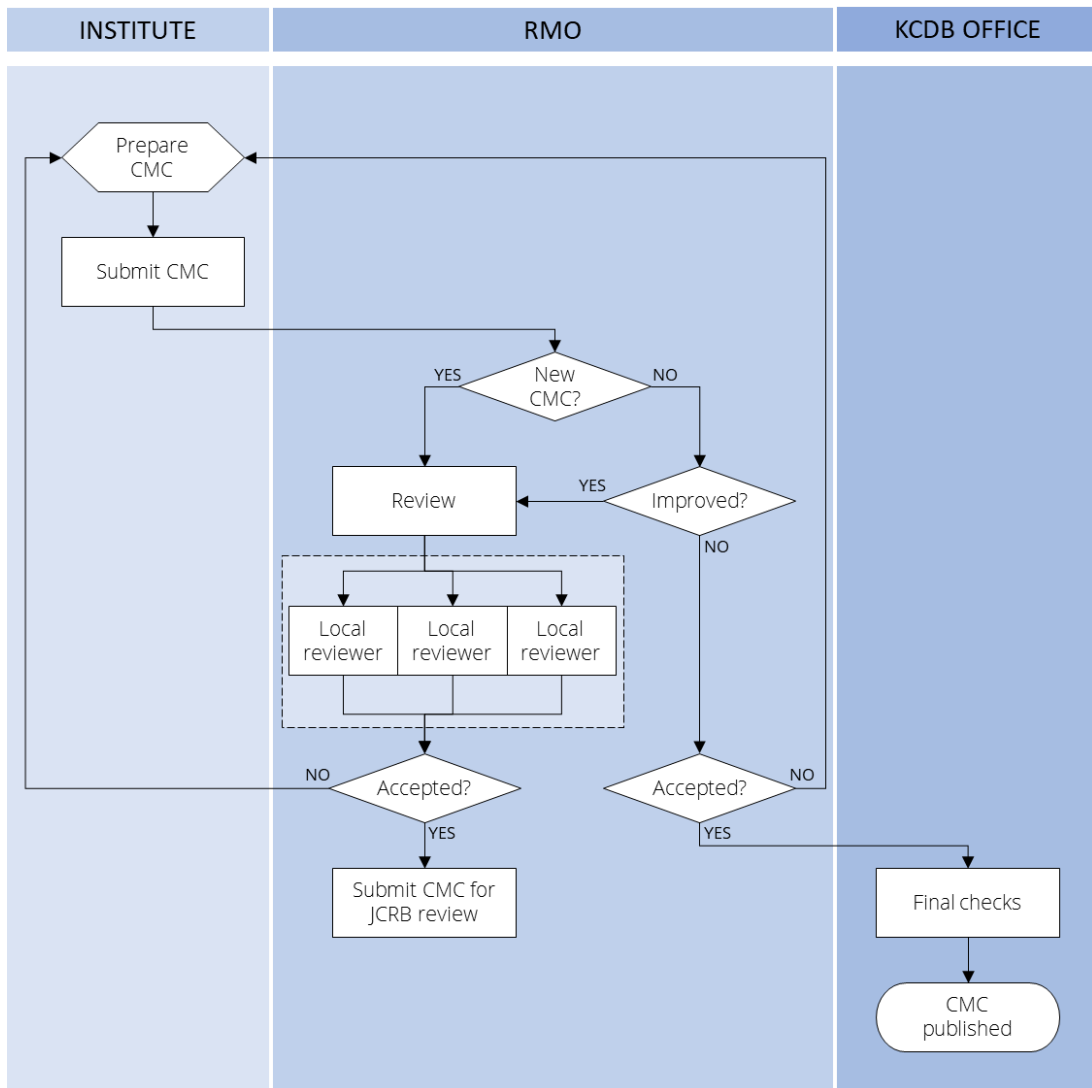 INSTITUTE
RMO
KCDB OFFICE
Prepare
CMC
Submit CMC
New
CMC?
YES
NO
Review
YES
Improved?
NO
Local
reviewer
Local
reviewer
Local
reviewer
NO
Accepted?
YES
Accepted?
NO
YES
Submit CMC for
JCRB review
Final checks
CMC
published